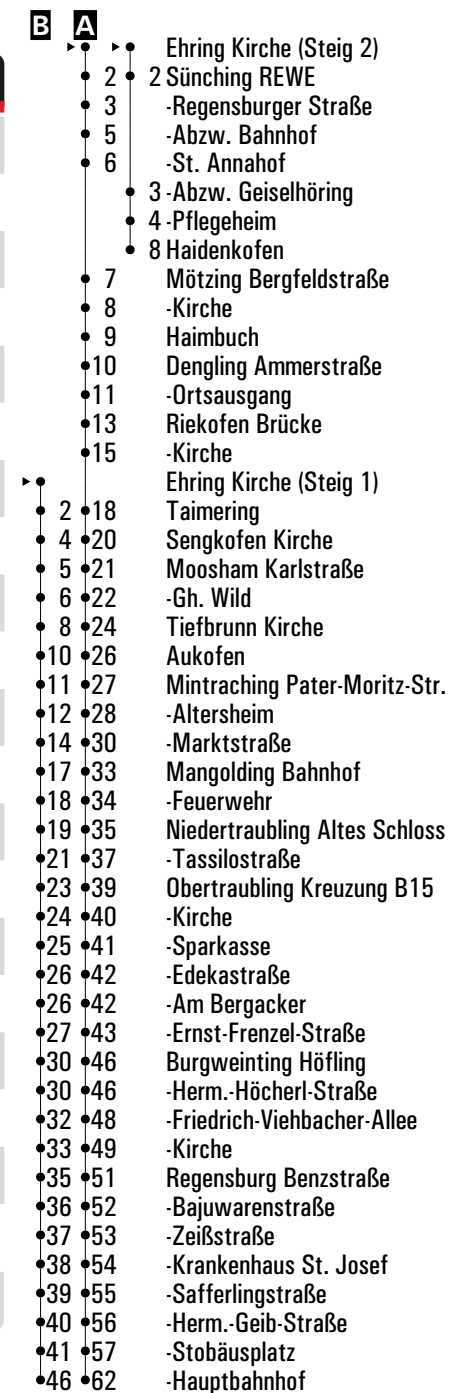 B A
Ehring Kirche (Steig 2)
2 2 Sünching REWE
3 -Regensburger Straße
5 -Abzw. Bahnhof
6 -St. Annahof
3 -Abzw. Geiselhöring
4 -Pflegeheim
8 Haidenkofen
7 Mötzing Bergfeldstraße
8 -Kirche
9 Haimbuch
10 Dengling Ammerstraße
11 -Ortsausgang
13 Riekofen Brücke
15 -Kirche
Ehring Kirche (Steig 1)
2 18 Taimering
4 20 Sengkofen Kirche
5 21 Moosham Karlstraße
6 22 -Gh. Wild
8 24 Tiefbrunn Kirche
10 26 Aukofen
11 27 Mintraching Pater-Moritz-Str.
12 28 -Altersheim
14 30 -Marktstraße
17 33 Mangolding Bahnhof
18 34 -Feuerwehr
19 35 Niedertraubling Altes Schloss
21 37 -Tassilostraße
23 39 Obertraubling Kreuzung B15
24 40 -Kirche
25 41 -Sparkasse
26 42 -Edekastraße
26 42 -Am Bergacker
27 43 -Ernst-Frenzel-Straße
30 46 Burgweinting Höfling
30 46 -Herm.-Höcherl-Straße
32 48 -Friedrich-Viehbacher-Allee
33 49 -Kirche
35 51 Regensburg Benzstraße
36 52 -Bajuwarenstraße
37 53 -Zeißstraße
38 54 -Krankenhaus St. Josef
39 55 -Safferlingstraße
40 56 -Herm.-Geib-Straße
41 57 -Stobäusplatz
46 62 -Hauptbahnhof